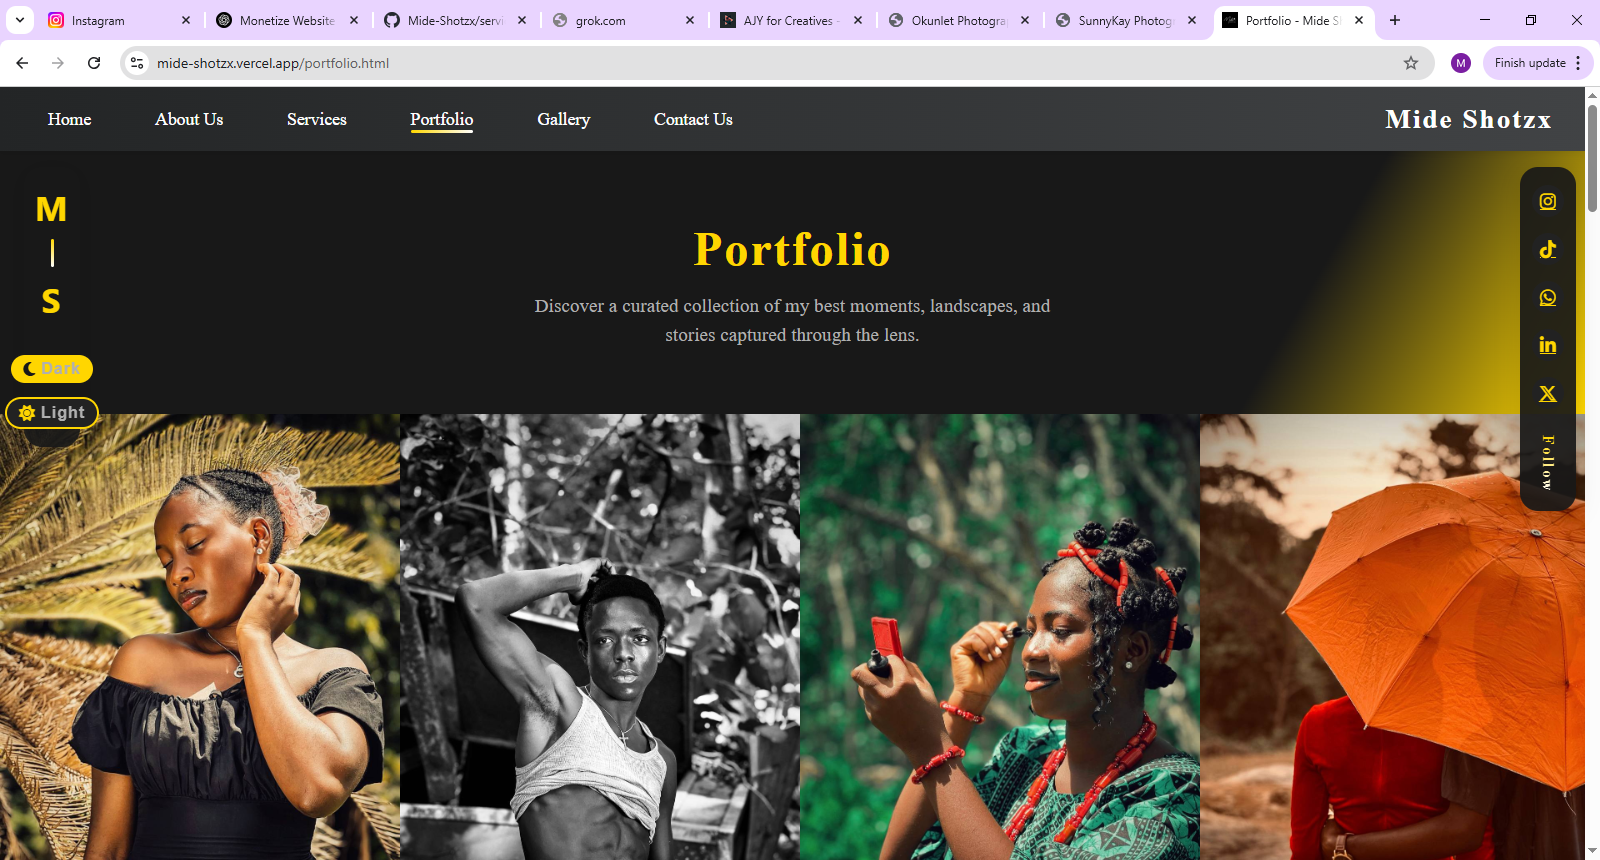 Instagram
Monetize Website
Mide-Shotzx/servi
grok.com
AJY for Creatives -
Okunlet Photogra
SunnyKay Photog
Portfolio - Mide S
mide-shotzx.vercel.app/portfolio.html
M
Finish update
Home
About Us
Services
Portfolio
Gallery
Contact Us
Mide Shotzx
M
S
Dark
Light
Portfolio
Discover a curated collection of my best moments, landscapes, and
stories captured through the lens.
Follow